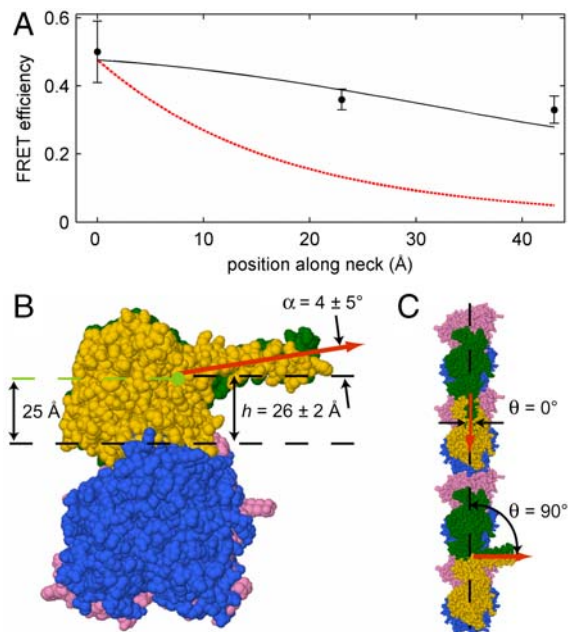 A
0.6
0.4
0.2
0
FRET efficiency
0 10 20 30 40
position along neck (Å)
B
α = 4 ± 5°
25 Å
h = 26 ± 2 Å
C
θ = 0°
θ = 90°